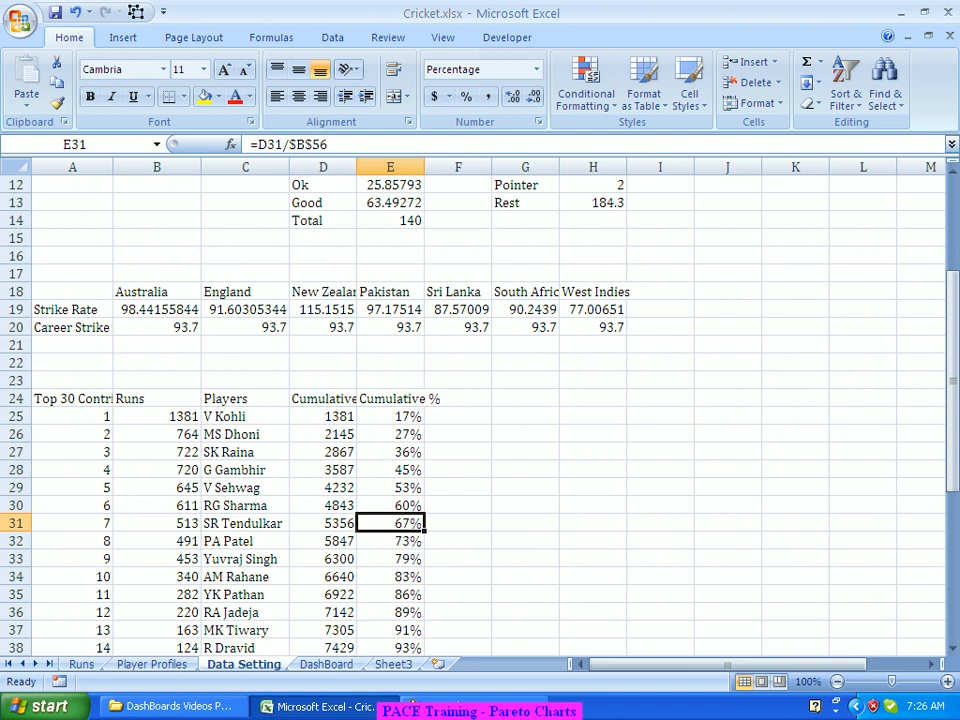 Cricket.xlsx - Microsoft Excel
Home Insert Page Layout Formulas Data Review View Developer
Cambria 11 Percentage
Paste B I U $ % , Conditional Formatting Format as Table Cell Styles Insert Delete Format Σ Sort & Filter Find & Select
Clipboard Font Alignment Number Styles Cells Editing
E31 fx =D31/$B$56
A B C D E F G H I J K L M
12 Ok 25.85793 Pointer 2
13 Good 63.49272 Rest 184.3
14 Total 140
15
16
17
18 Australia England New Zealar Pakistan Sri Lanka South Afric West Indies
19 Strike Rate 98.44155844 91.60305344 115.1515 97.17514 87.57009 90.2439 77.00651
20 Career Strike 93.7 93.7 93.7 93.7 93.7 93.7 93.7
21
22
23
24 Top 30 Contri Runs Players Cumulative Cumulative %
25 1 1381 V Kohli 1381 17%
26 2 764 MS Dhoni 2145 27%
27 3 722 SK Raina 2867 36%
28 4 720 G Gambhir 3587 45%
29 5 645 V Sehwag 4232 53%
30 6 611 RG Sharma 4843 60%
31 7 513 SR Tendulkar 5356 67%
32 8 491 PA Patel 5847 73%
33 9 453 Yuvraj Singh 6300 79%
34 10 340 AM Rahane 6640 83%
35 11 282 YK Pathan 6922 86%
36 12 220 RA Jadeja 7142 89%
37 13 163 MK Tiwary 7305 91%
38 14 124 R Dravid 7429 93%
Runs Player Profiles Data Setting DashBoard Sheet3
Ready 100%
start DashBoards Videos P... Microsoft Excel - Cric... 7:26 AM
PACE Training - Pareto Charts